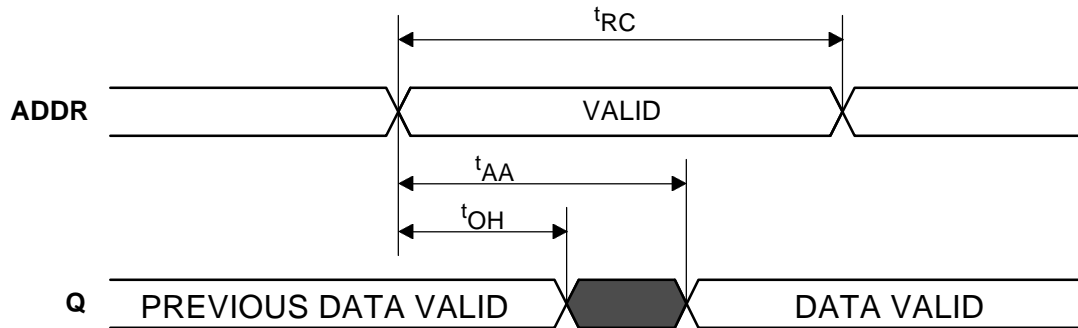 tRC
ADDR VALID
tAA
tOH
Q PREVIOUS DATA VALID DATA VALID